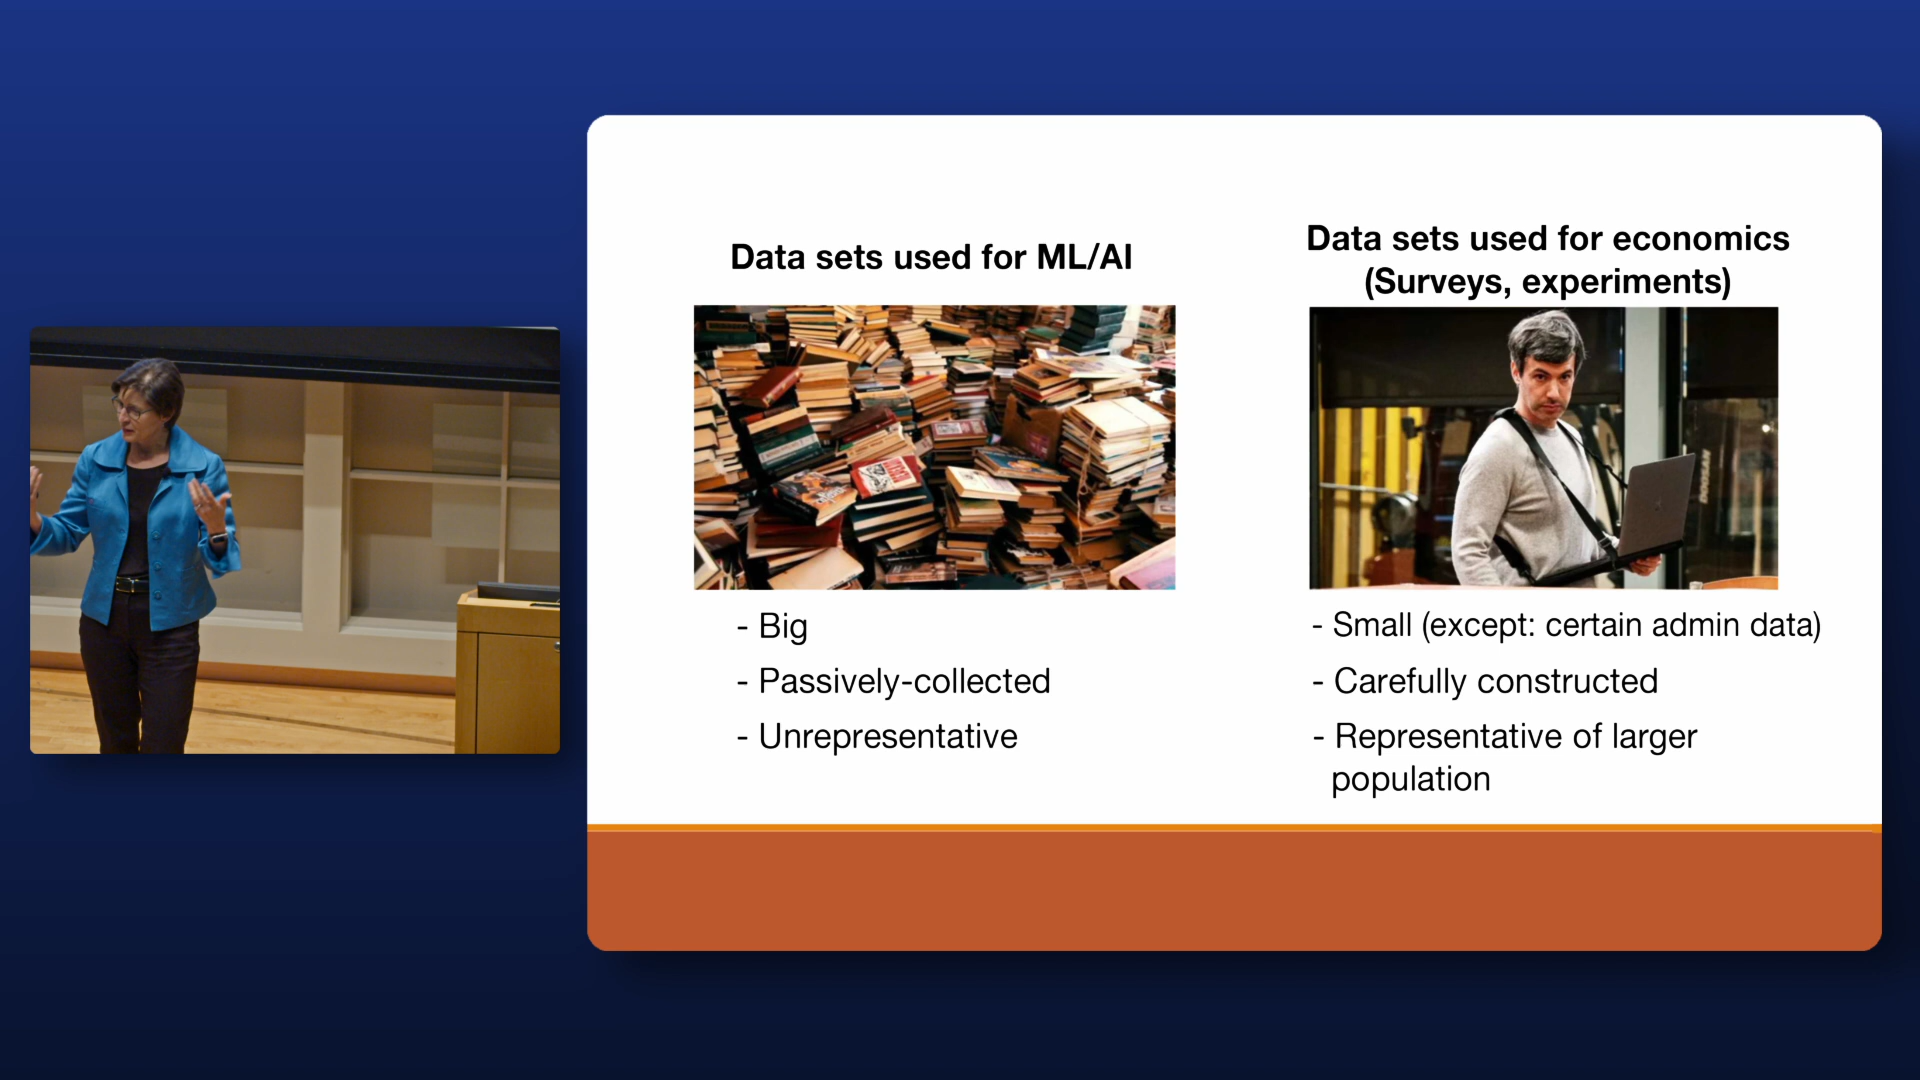 Data sets used for ML/AI
- Big
- Passively-collected
- Unrepresentative
Data sets used for economics
(Surveys, experiments)
DOOSAN
- Small (except: certain admin data)
- Carefully constructed
- Representative of larger
population